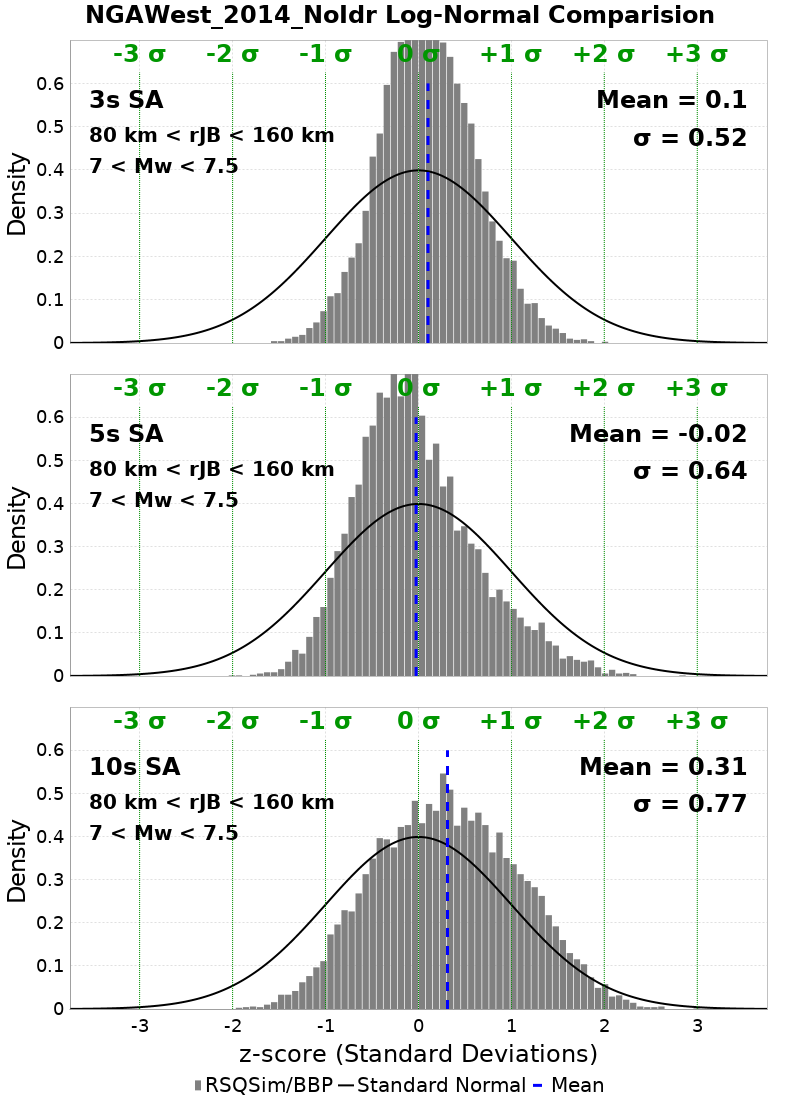 NGAWest_2014_NoIdr Log-Normal Comparision
-3 σ -2 σ -1 σ 0 σ +1 σ +2 σ +3 σ
0.6
3s SA Mean = 0.1
0.5
80 km < rJB < 160 km σ = 0.52
7 < Mw < 7.5
0.4
0.3
0.2
0.1
0
Density
-3 σ -2 σ -1 σ 0 σ +1 σ +2 σ +3 σ
0.6
5s SA Mean = -0.02
0.5
80 km < rJB < 160 km σ = 0.64
7 < Mw < 7.5
0.4
0.3
0.2
0.1
0
Density
-3 σ -2 σ -1 σ 0 σ +1 σ +2 σ +3 σ
0.6
10s SA Mean = 0.31
0.5
80 km < rJB < 160 km σ = 0.77
7 < Mw < 7.5
0.4
0.3
0.2
0.1
0
Density
-3 -2 -1 0 1 2 3
z-score (Standard Deviations)
RSQSim/BBP Standard Normal Mean